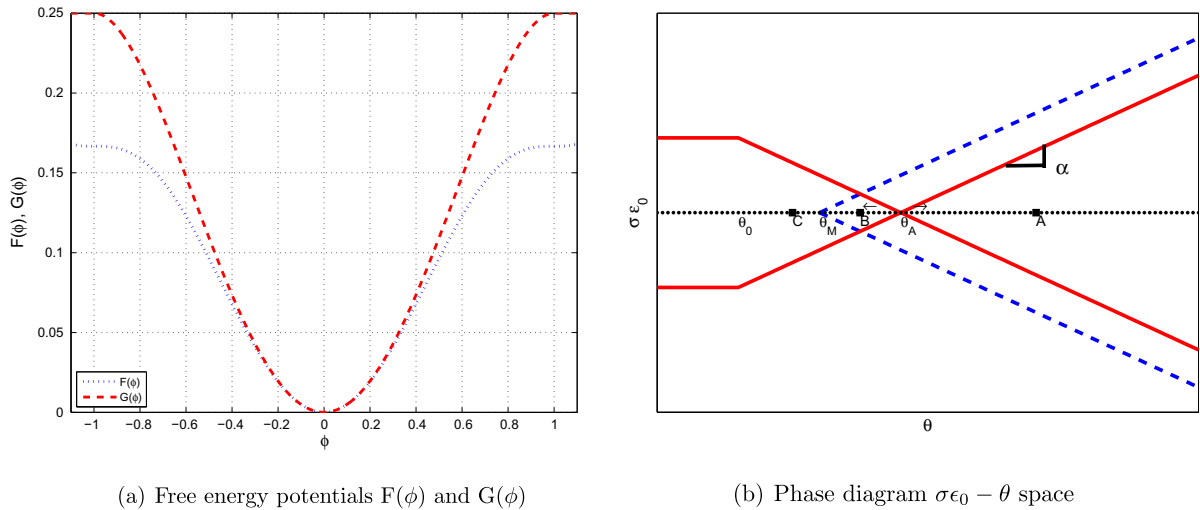 0.25
0.2
0.15
0.1
0.05
0
F(ϕ), G(ϕ)
F(ϕ)
G(ϕ)
−1 −0.8 −0.6 −0.4 −0.2 0 0.2 0.4 0.6 0.8 1
ϕ
σ ε₀
α
θ₀ C θ_M ← B θ_A → A
θ
(a) Free energy potentials F(ϕ) and G(ϕ)
(b) Phase diagram σϵ₀ − θ space